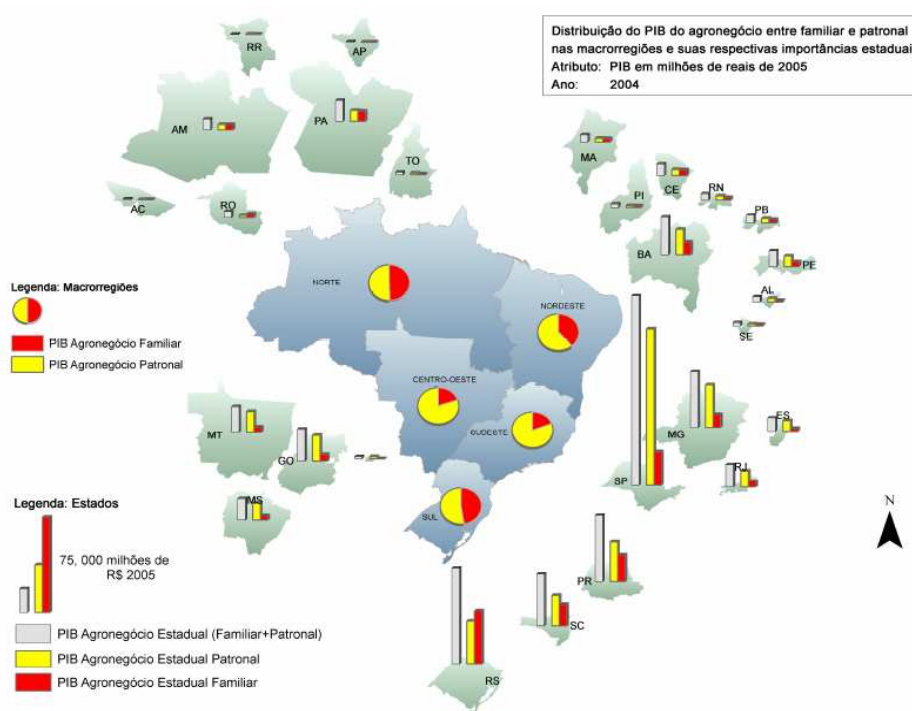 Distribuição do PIB do agronegócio entre familiar e patronal
nas macrorregiões e suas respectivas importâncias estaduai
Atributo: PIB em milhões de reais de 2005
Ano: 2004
RR
AP
AM
PA
TO
AC
RO
MA
PI
CE
RN
PB
BA
PE
AL
SE
NORTE
NORDESTE
CENTRO-OESTE
SUDESTE
SUL
Legenda: Macrorregiões
PIB Agronegócio Familiar
PIB Agronegócio Patronal
MT
GO
MS
MG
ES
SP
RJ
PR
SC
RS
N
Legenda: Estados
75, 000 milhões de
R$ 2005
PIB Agronegócio Estadual (Familiar+Patronal)
PIB Agronegócio Estadual Patronal
PIB Agronegócio Estadual Familiar